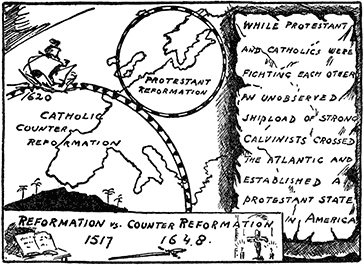 1620
PROTESTANT
REFORMATION
CATHOLIC
COUNTER
REFORMATION
WHILE PROTESTANT
AND CATHOLICS WERE
FIGHTING EACH OTHER
AN UNOBSERVED
SHIPLOAD OF STRONG
CALVINISTS CROSSED
THE ATLANTIC AND
ESTABLISHED A
PROTESTANT STATE
IN AMERICA
REFORMATION VS. COUNTER REFORMATION
1517 1648.